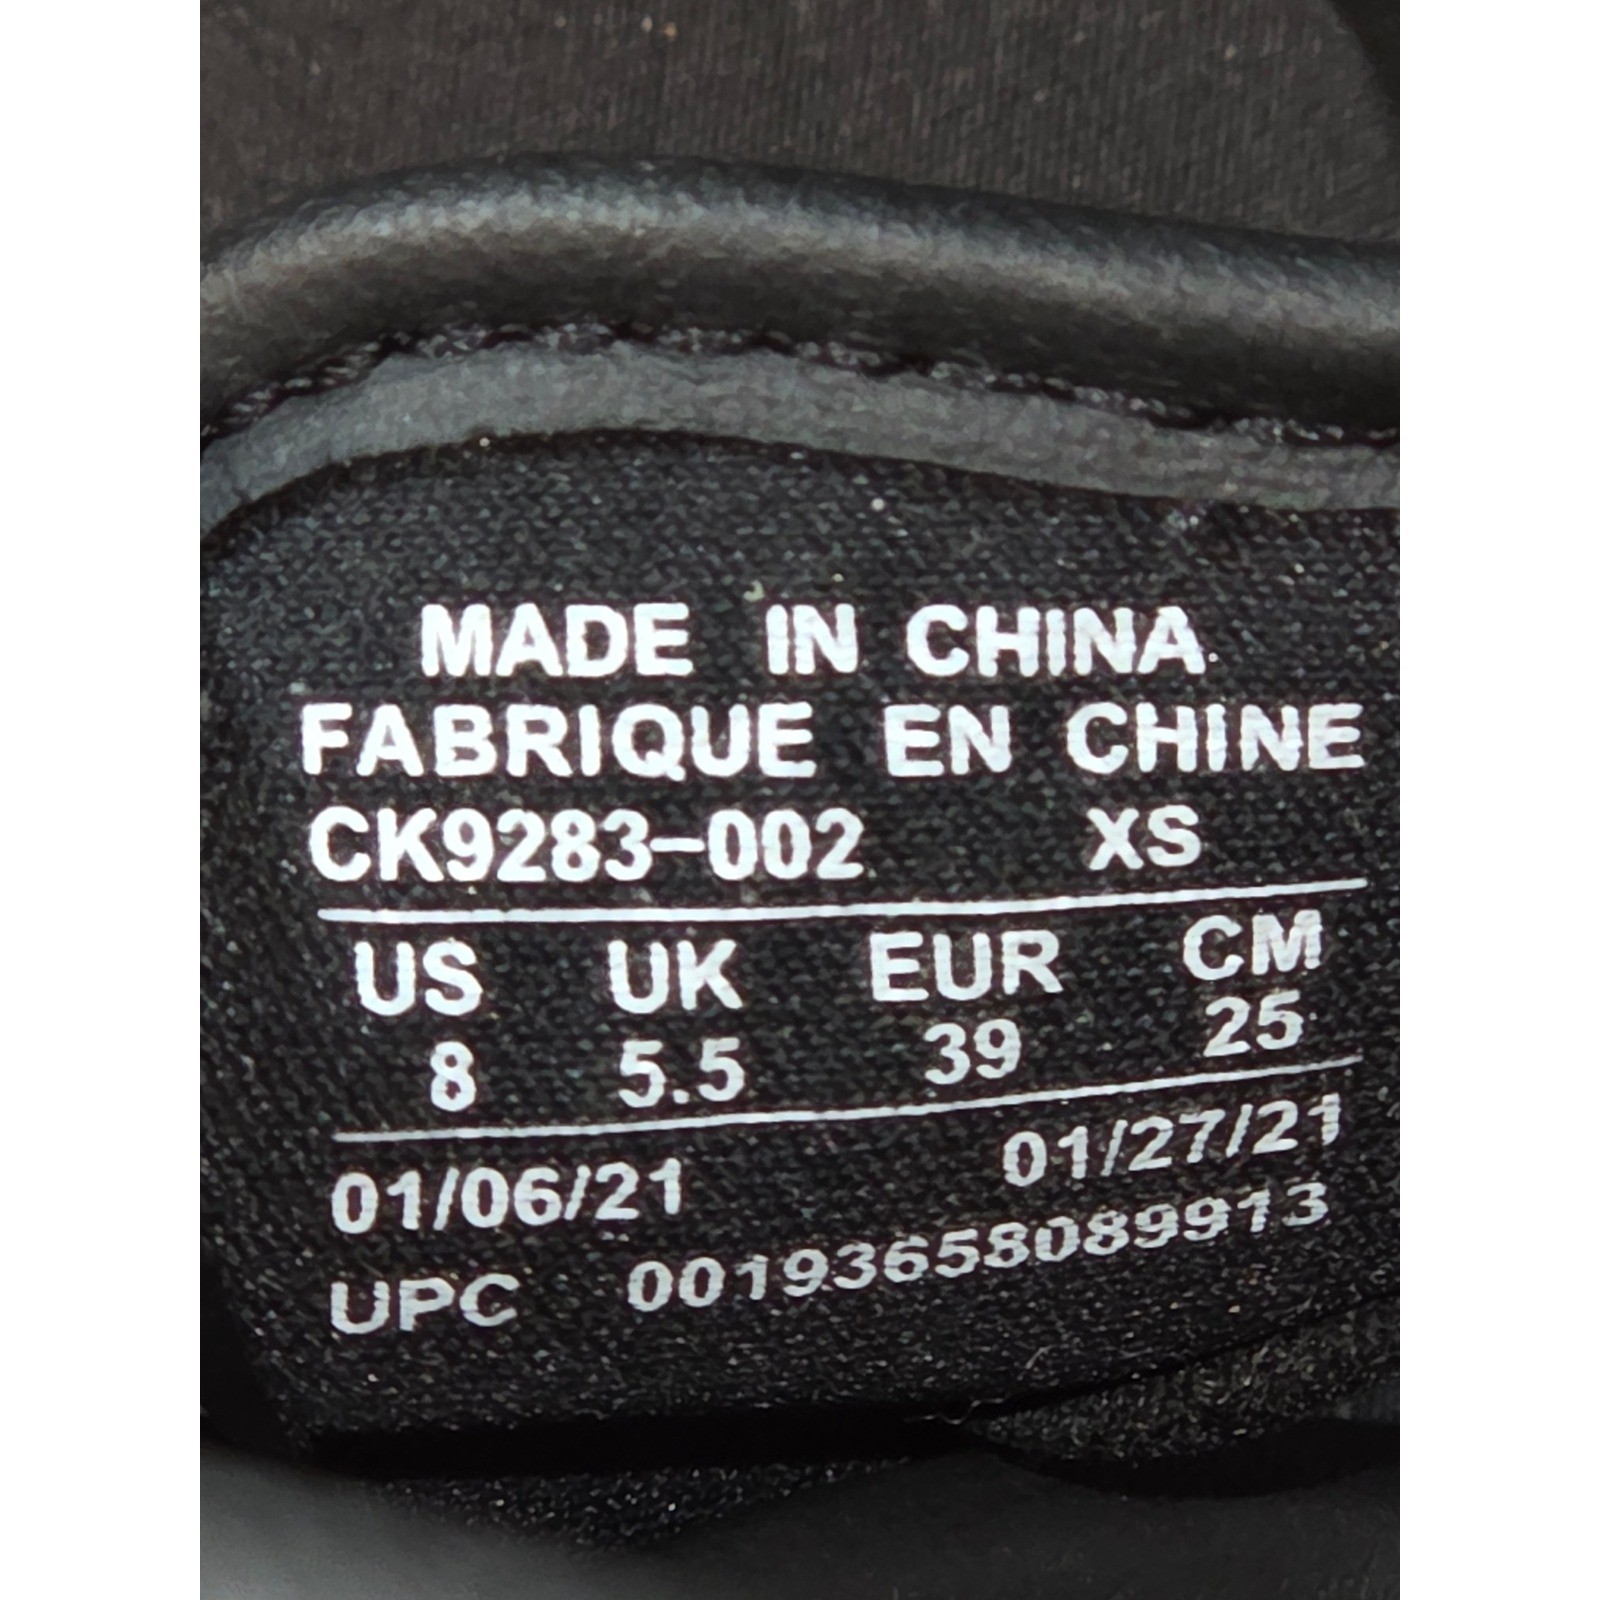 MADE IN CHINA
FABRIQUE EN CHINE
CK9283-002 XS
US UK EUR CM
8 5.5 39 25
01/06/21 01/27/21
UPC 00193658089913